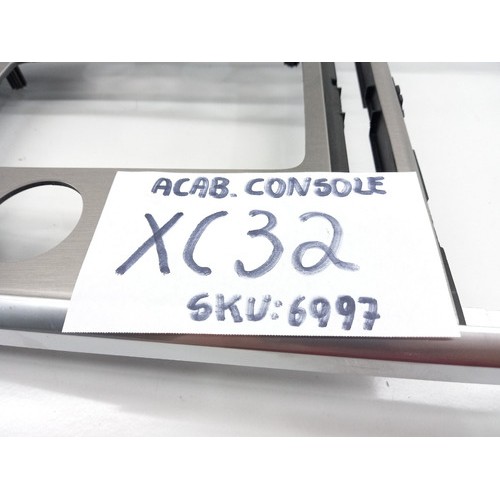 ACAB. CONSOLE
XC32
SKU: 6997